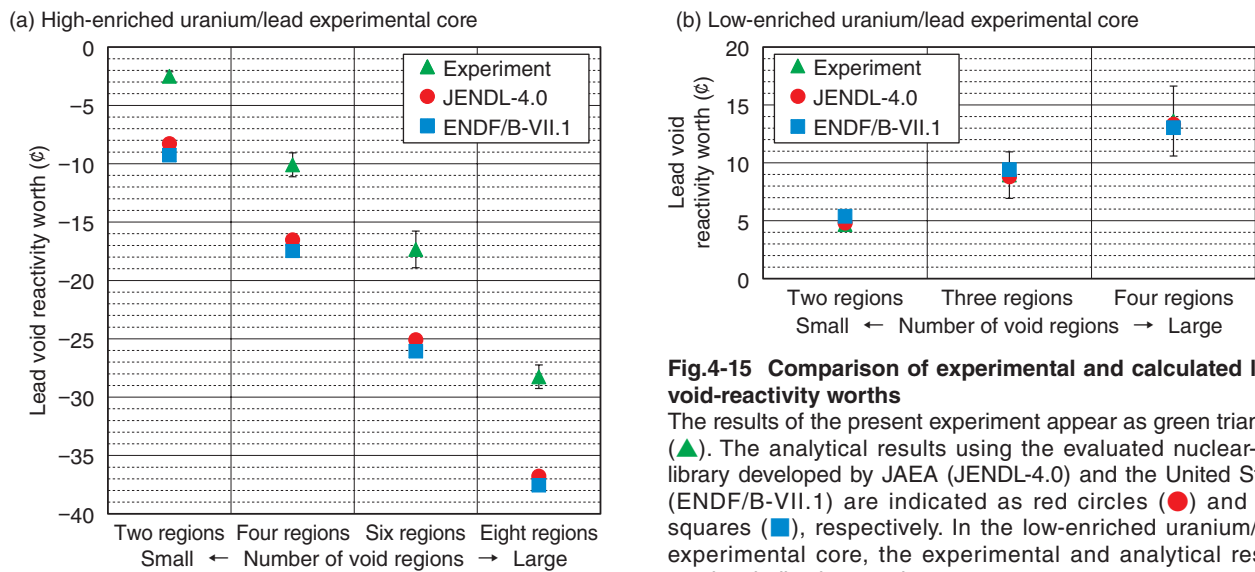 (a) High-enriched uranium/lead experimental core
0
−5
−10
−15
−20
−25
−30
−35
−40
Lead void reactivity worth (¢)
Experiment
JENDL-4.0
ENDF/B-VII.1
Two regions Four regions Six regions Eight regions
Small ← Number of void regions → Large
(b) Low-enriched uranium/lead experimental core
20
15
10
5
0
Lead void
reactivity worth (¢)
Experiment
JENDL-4.0
ENDF/B-VII.1
Two regions Three regions Four regions
Small ← Number of void regions → Large
Fig.4-15 Comparison of experimental and calculated
void-reactivity worths
The results of the present experiment appear as green
(▲). The analytical results using the evaluated
library developed by JAEA (JENDL-4.0) and the United
(ENDF/B-VII.1) are indicated as red circles (●) and
squares (■), respectively. In the low-enriched
experimental core, the experimental and analytical